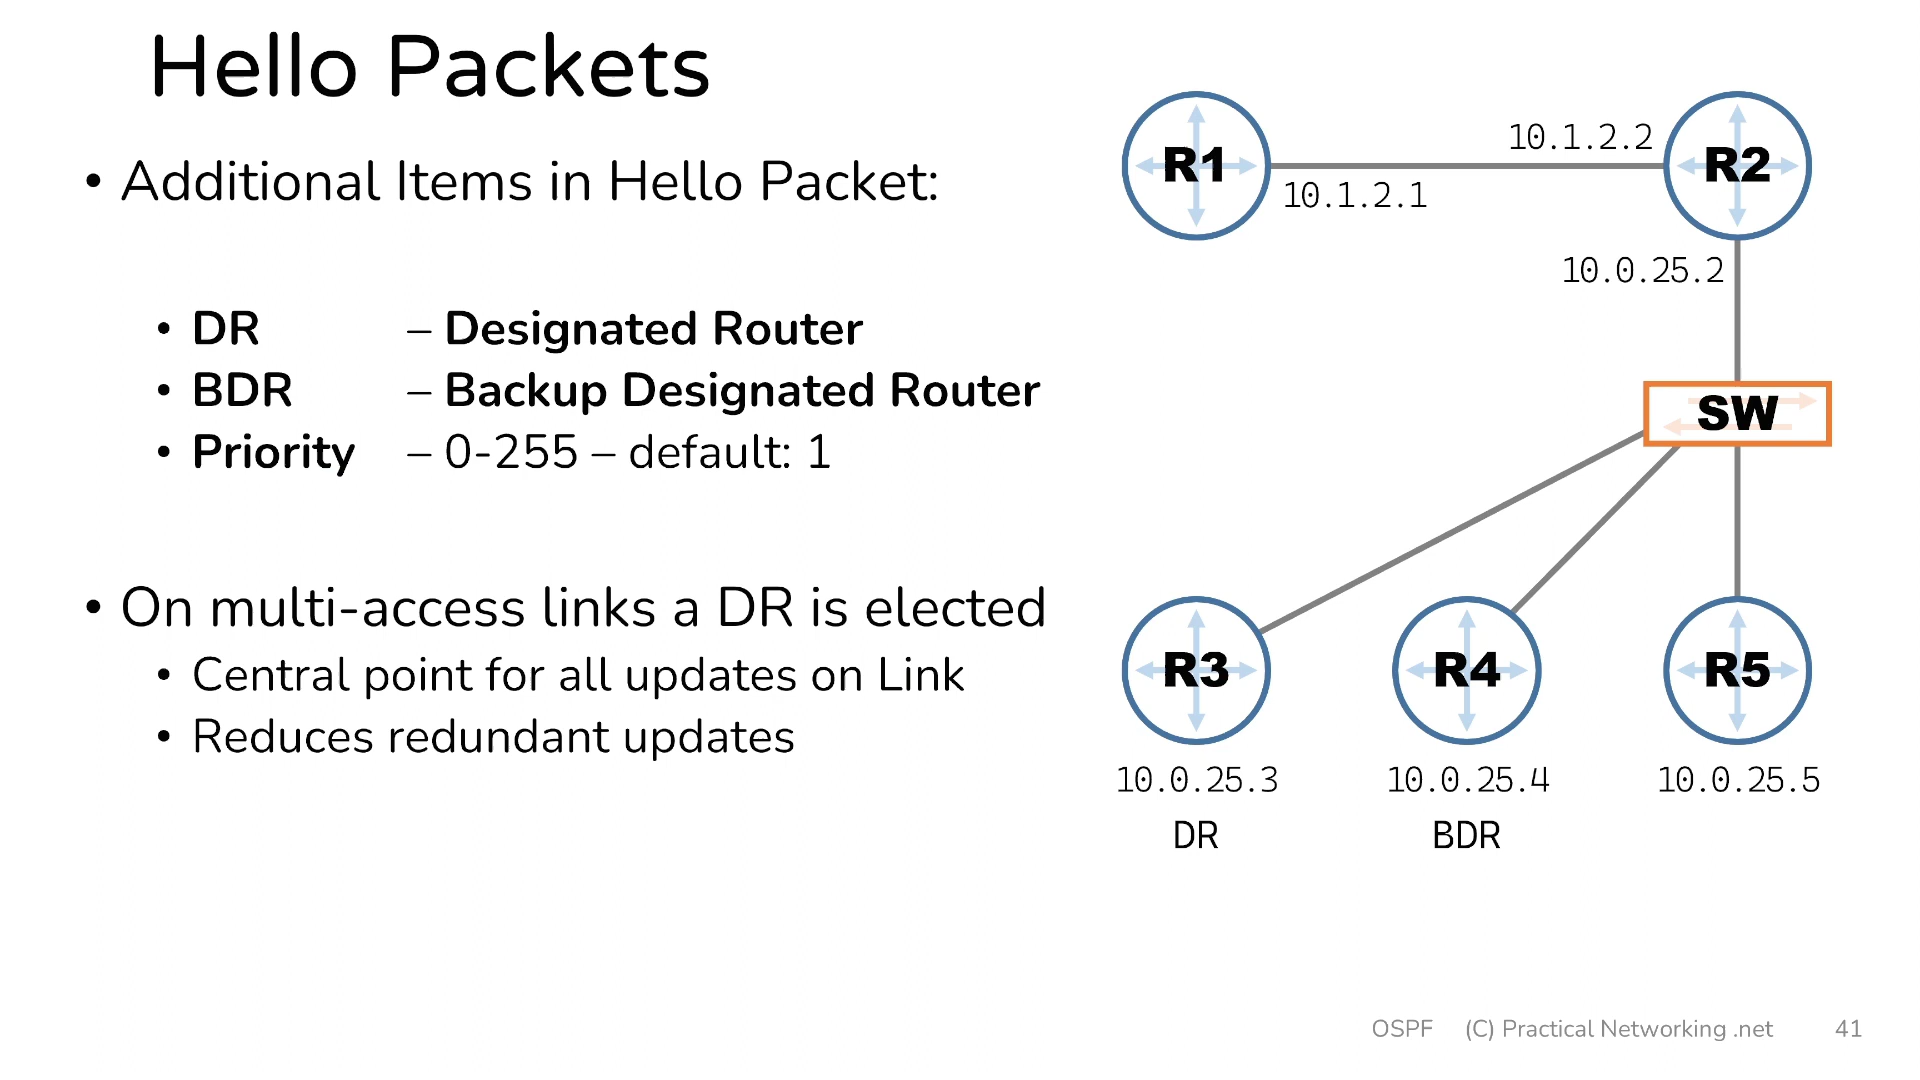 Hello Packets
• Additional Items in Hello Packet:
• DR – Designated Router
• BDR – Backup Designated Router
• Priority – 0-255 – default: 1
• On multi-access links a DR is elected
• Central point for all updates on Link
• Reduces redundant updates
R1
10.1.2.2
R2
10.1.2.1
10.0.25.2
SW
R3
R4
R5
10.0.25.3
10.0.25.4
10.0.25.5
DR
BDR
OSPF (C) Practical Networking .net 41